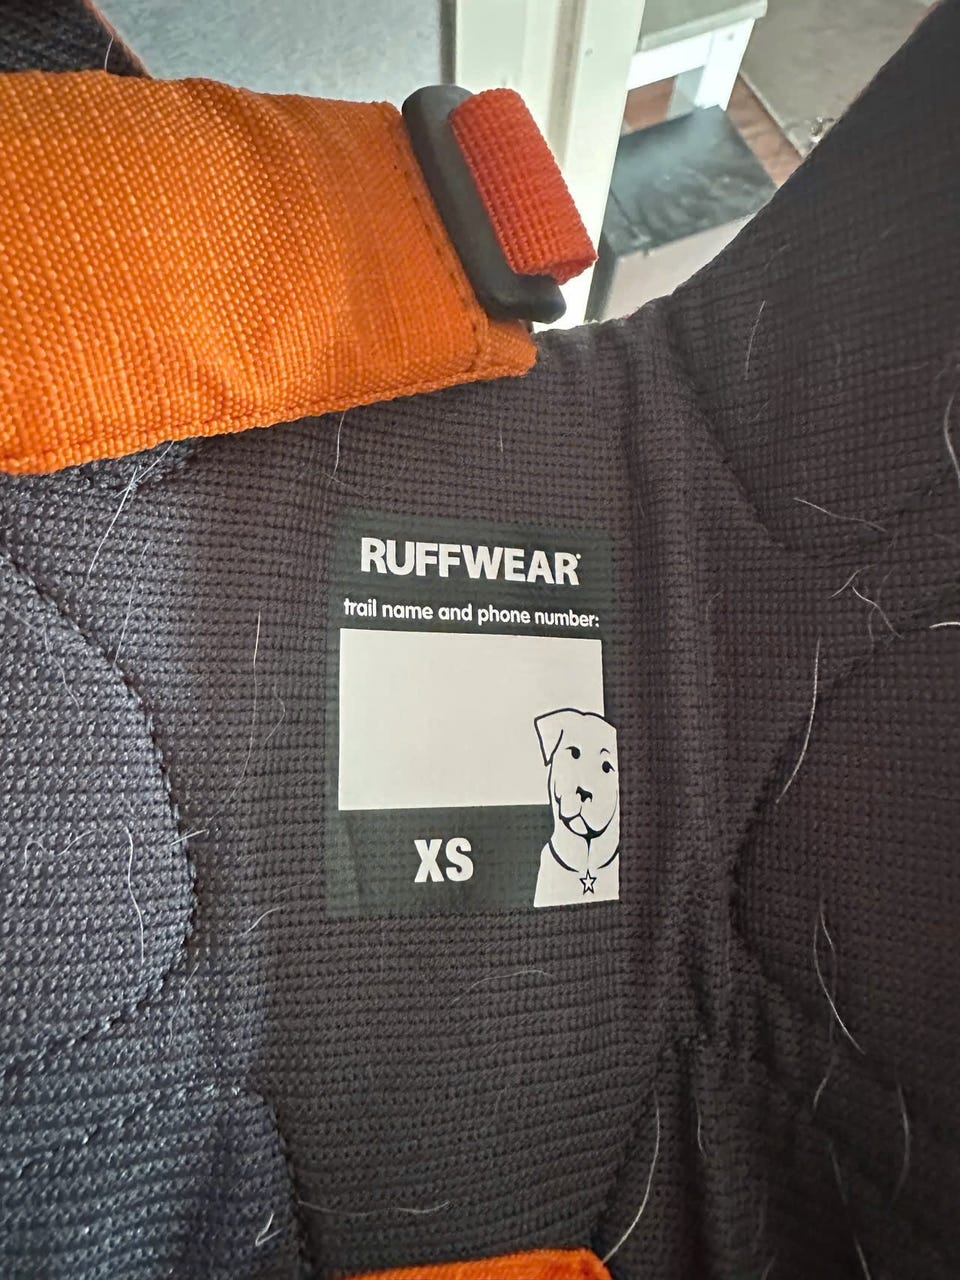 RUFFWEAR
trail name and phone number:
XS